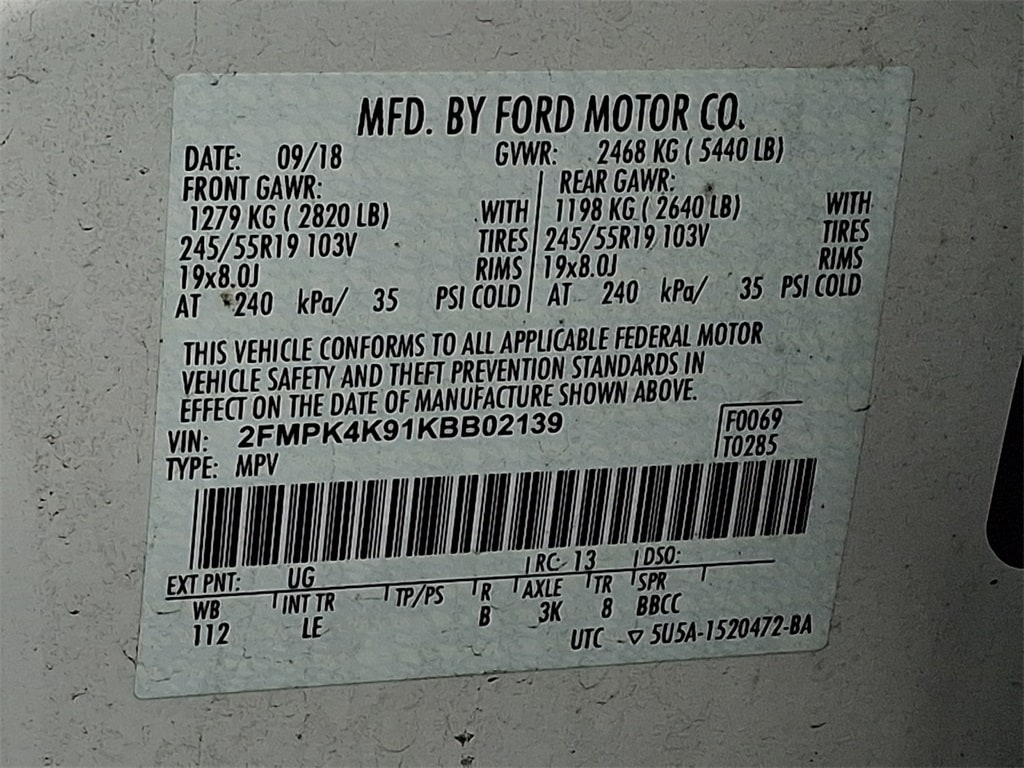 MFD. BY FORD MOTOR CO.
DATE: 09/18 GVWR: 2468 KG ( 5440 LB)
FRONT GAWR: REAR GAWR:
1279 KG ( 2820 LB) WITH 1198 KG ( 2640 LB) WITH
245/55R19 103V TIRES 245/55R19 103V TIRES
19x8.0J RIMS 19x8.0J RIMS
AT 240 kPa/ 35 PSI COLD AT 240 kPa/ 35 PSI COLD
THIS VEHICLE CONFORMS TO ALL APPLICABLE FEDERAL MOTOR
VEHICLE SAFETY AND THEFT PREVENTION STANDARDS IN
EFFECT ON THE DATE OF MANUFACTURE SHOWN ABOVE.
VIN: 2FMPK4K91KBB02139 F0069
TYPE: MPV T0285
EXT PNT: UG RC: 13 DSO:
WB INT TR TP/PS R AXLE TR SPR
112 LE B 3K 8 BBCC
UTC ▽ 5U5A-1520472-BA